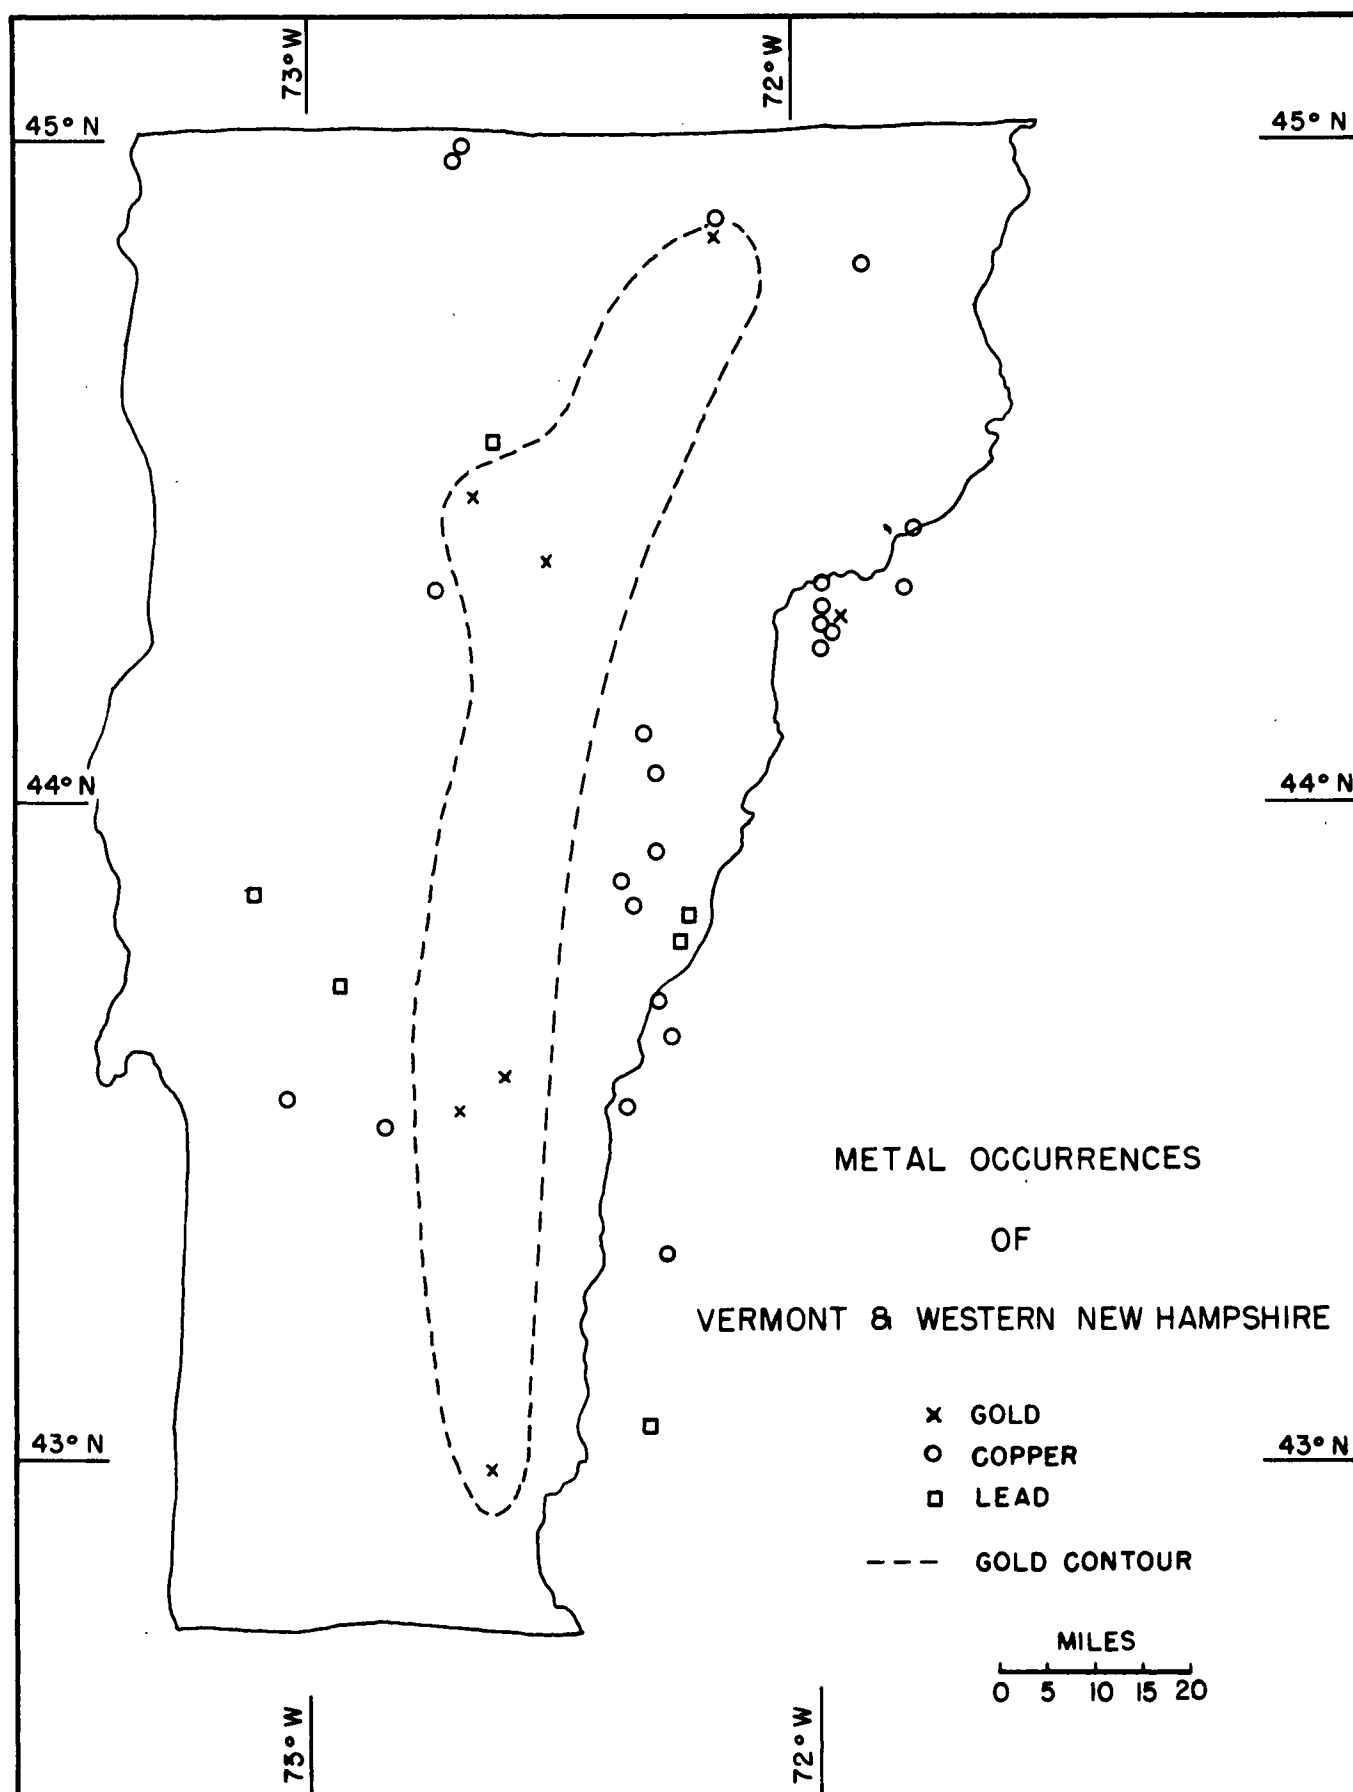 73° W
72° W
45° N
45° N
44° N
44° N
METAL OCCURRENCES
OF
VERMONT & WESTERN NEW HAMPSHIRE
x GOLD
o COPPER
□ LEAD
--- GOLD CONTOUR
43° N
43° N
MILES
0 5 10 15 20
73° W
72° W